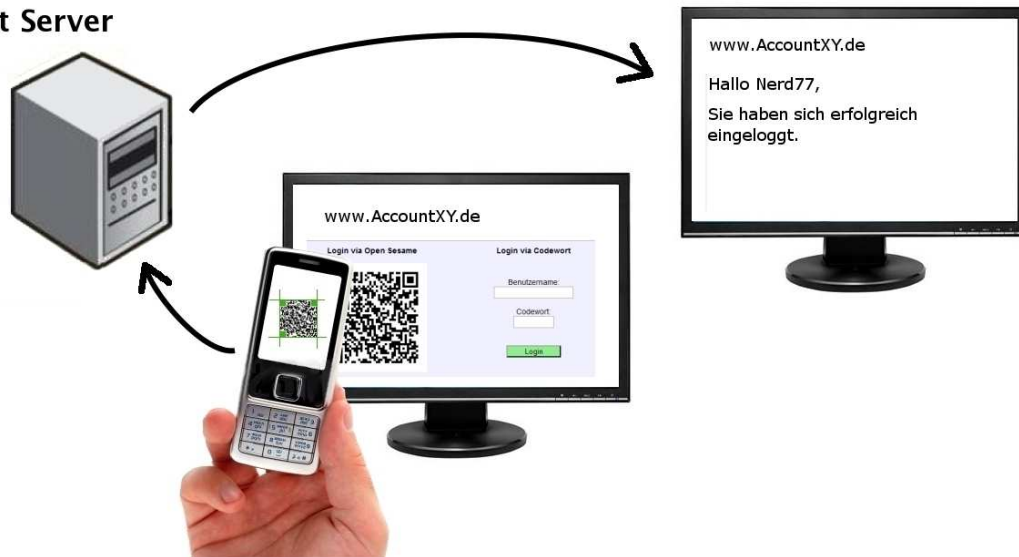 t Server
www.AccountXY.de
Hallo Nerd77,
Sie haben sich erfolgreich
eingeloggt.
www.AccountXY.de
Login via Open Sesame
Login via Codewort
Benutzername:
Codewort:
Login